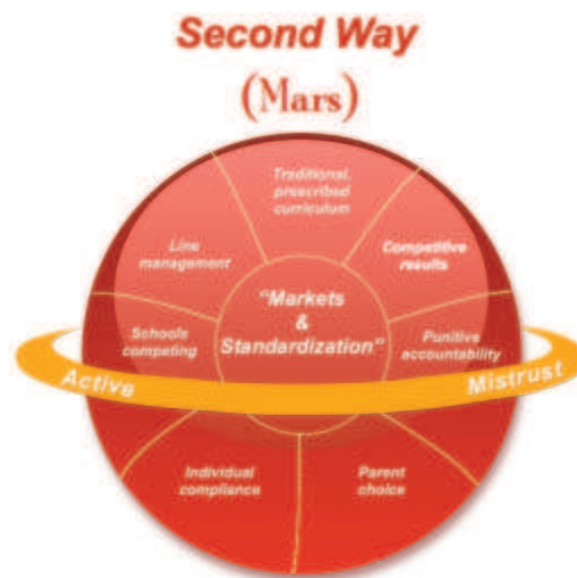 Second Way
(Mars)
Traditional,
prescribed
curriculum
Line
management
Competitive
results
"Markets
&
Standardization"
Schools
competing
Punitive
accountability
Active
Mistrust
Individual
compliance
Parent
choice